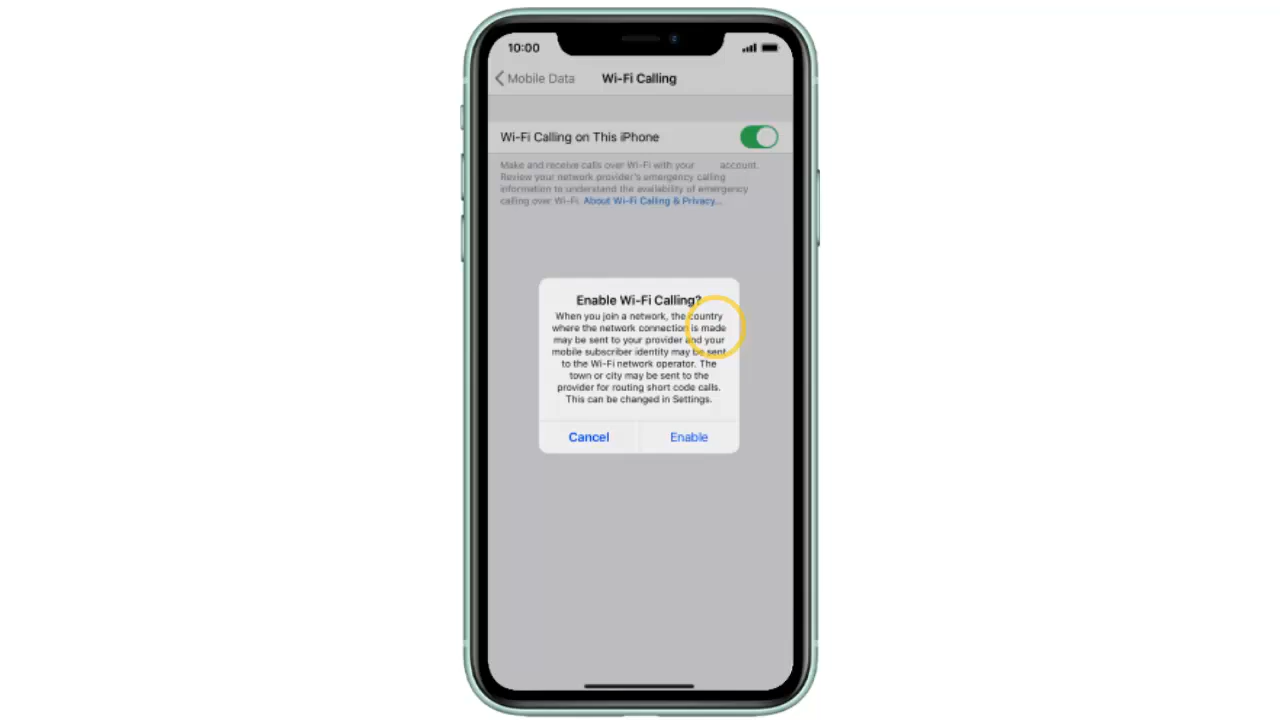 10:00
Mobile Data
Wi-Fi Calling
Wi-Fi Calling on This iPhone
Make and receive calls over Wi-Fi with your account.
Review your network provider's emergency calling
information to understand the availability of emergency
calling over Wi-Fi. About Wi-Fi Calling & Privacy...
Enable Wi-Fi Calling?
When you join a network, the country
where the network connection is made
may be sent to your provider and your
mobile subscriber identity may be sent
to the Wi-Fi network operator. The
town or city may be sent to the
provider for routing short code calls.
This can be changed in Settings.
Cancel
Enable